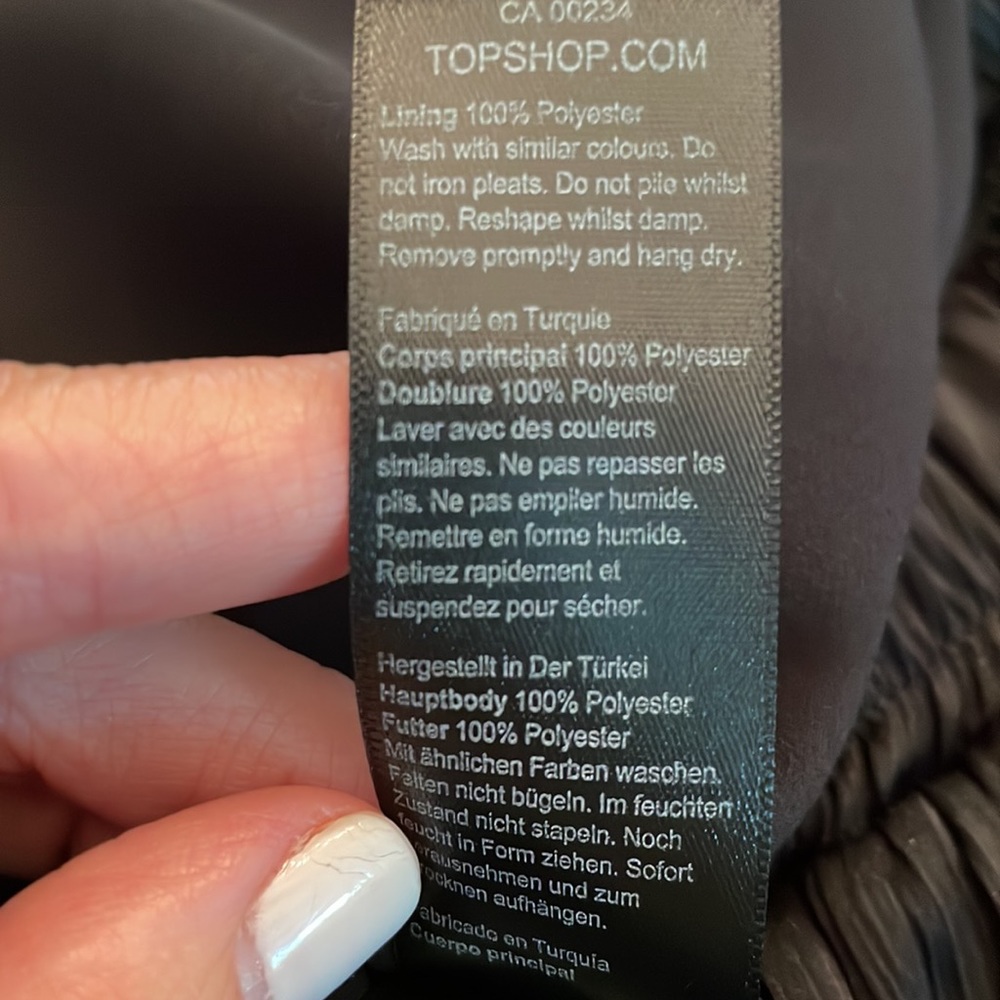 CA 00234
TOPSHOP.COM
Lining 100% Polyester
Wash with similar colours. Do
not iron pleats. Do not pile whilst
damp. Reshape whilst damp.
Remove promptly and hang dry.
Fabriqué en Turquie
Corps principal 100% Polyester
Doublure 100% Polyester
Laver avec des couleurs
similaires. Ne pas repasser les
plis. Ne pas empiler humide.
Remettre en forme humide.
Retirez rapidement et
suspendez pour sécher.
Hergestellt in Der Türkei
Hauptbody 100% Polyester
Futter 100% Polyester
Mit ähnlichen Farben waschen.
Falten nicht bügeln. Im feuchten
Zustand nicht stapeln. Noch
feucht in Form ziehen. Sofort
rausnehmen und zum
rocknen aufhängen.
abricado en Turquía
Cuerpo principal